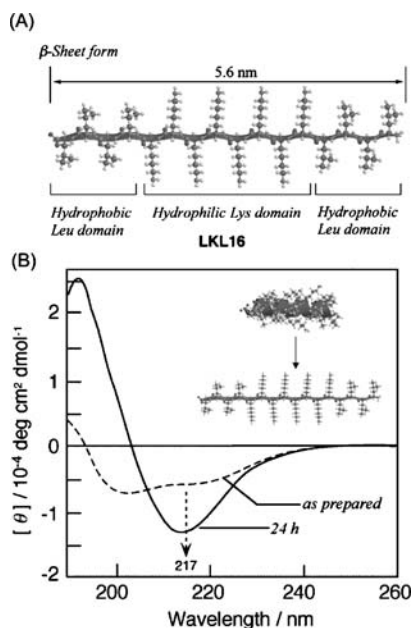 (A)
β-Sheet form
5.6 nm
Hydrophobic Hydrophilic Lys domain Hydrophobic
Leu domain Leu domain
LKL16
(B)
[θ] / 10⁻⁴ deg cm² dmol⁻¹
2
1
0
-1
-2
as prepared
24 h
217
200 220 240 260
Wavelength / nm